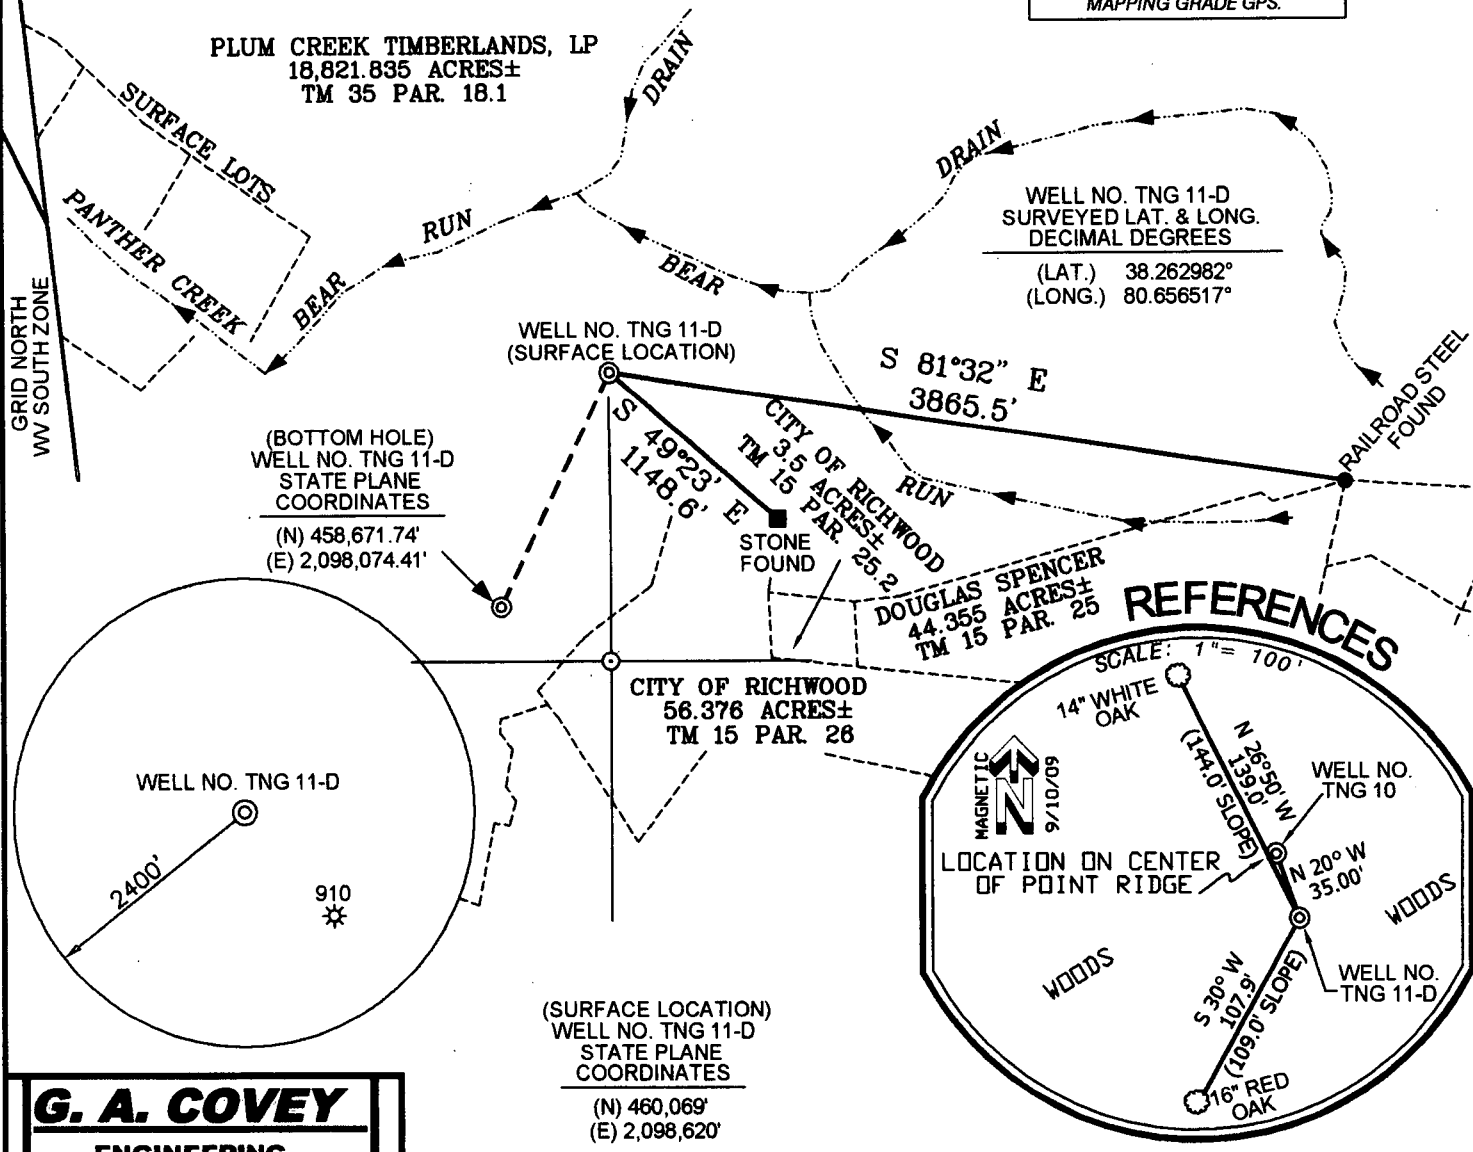 MAPPING GRADE GPS.
PLUM CREEK TIMBERLANDS, LP
18,821.835 ACRES±
TM 35 PAR. 18.1
DRAIN
SURFACE LOTS
DRAIN
WELL NO. TNG 11-D
SURVEYED LAT. & LONG.
DECIMAL DEGREES
(LAT.) 38.262982°
(LONG.) 80.656517°
PANTHER CREEK
RUN
BEAR
BEAR
GRID NORTH
WV SOUTH ZONE
WELL NO. TNG 11-D
(SURFACE LOCATION)
S 81°32" E
3865.5'
RAILROAD STEEL
FOUND
S 49°23' E
1148.6'
CITY OF RICHWOOD
3.5 ACRES±
TM 15 PAR. 25.2
RUN
(BOTTOM HOLE)
WELL NO. TNG 11-D
STATE PLANE
COORDINATES
(N) 458,671.74'
(E) 2,098,074.41'
STONE
FOUND
DOUGLAS SPENCER
44.355 ACRES±
TM 15 PAR. 25
CITY OF RICHWOOD
56.376 ACRES±
TM 15 PAR. 26
REFERENCES
SCALE: 1"= 100'
14" WHITE
OAK
N 26°50' W
139.0'
(144.0' SLOPE)
MAGNETIC
N
9/10/09
WELL NO.
TNG 10
LOCATION ON CENTER
OF POINT RIDGE
N 20° W
35.00'
WOODS
WOODS
WELL NO.
TNG 11-D
S 30° W
107.9'
(109.0' SLOPE)
16" RED
OAK
WELL NO. TNG 11-D
2400'
910
(SURFACE LOCATION)
WELL NO. TNG 11-D
STATE PLANE
COORDINATES
(N) 460,069'
(E) 2,098,620'
G. A. COVEY
ENGINEERING